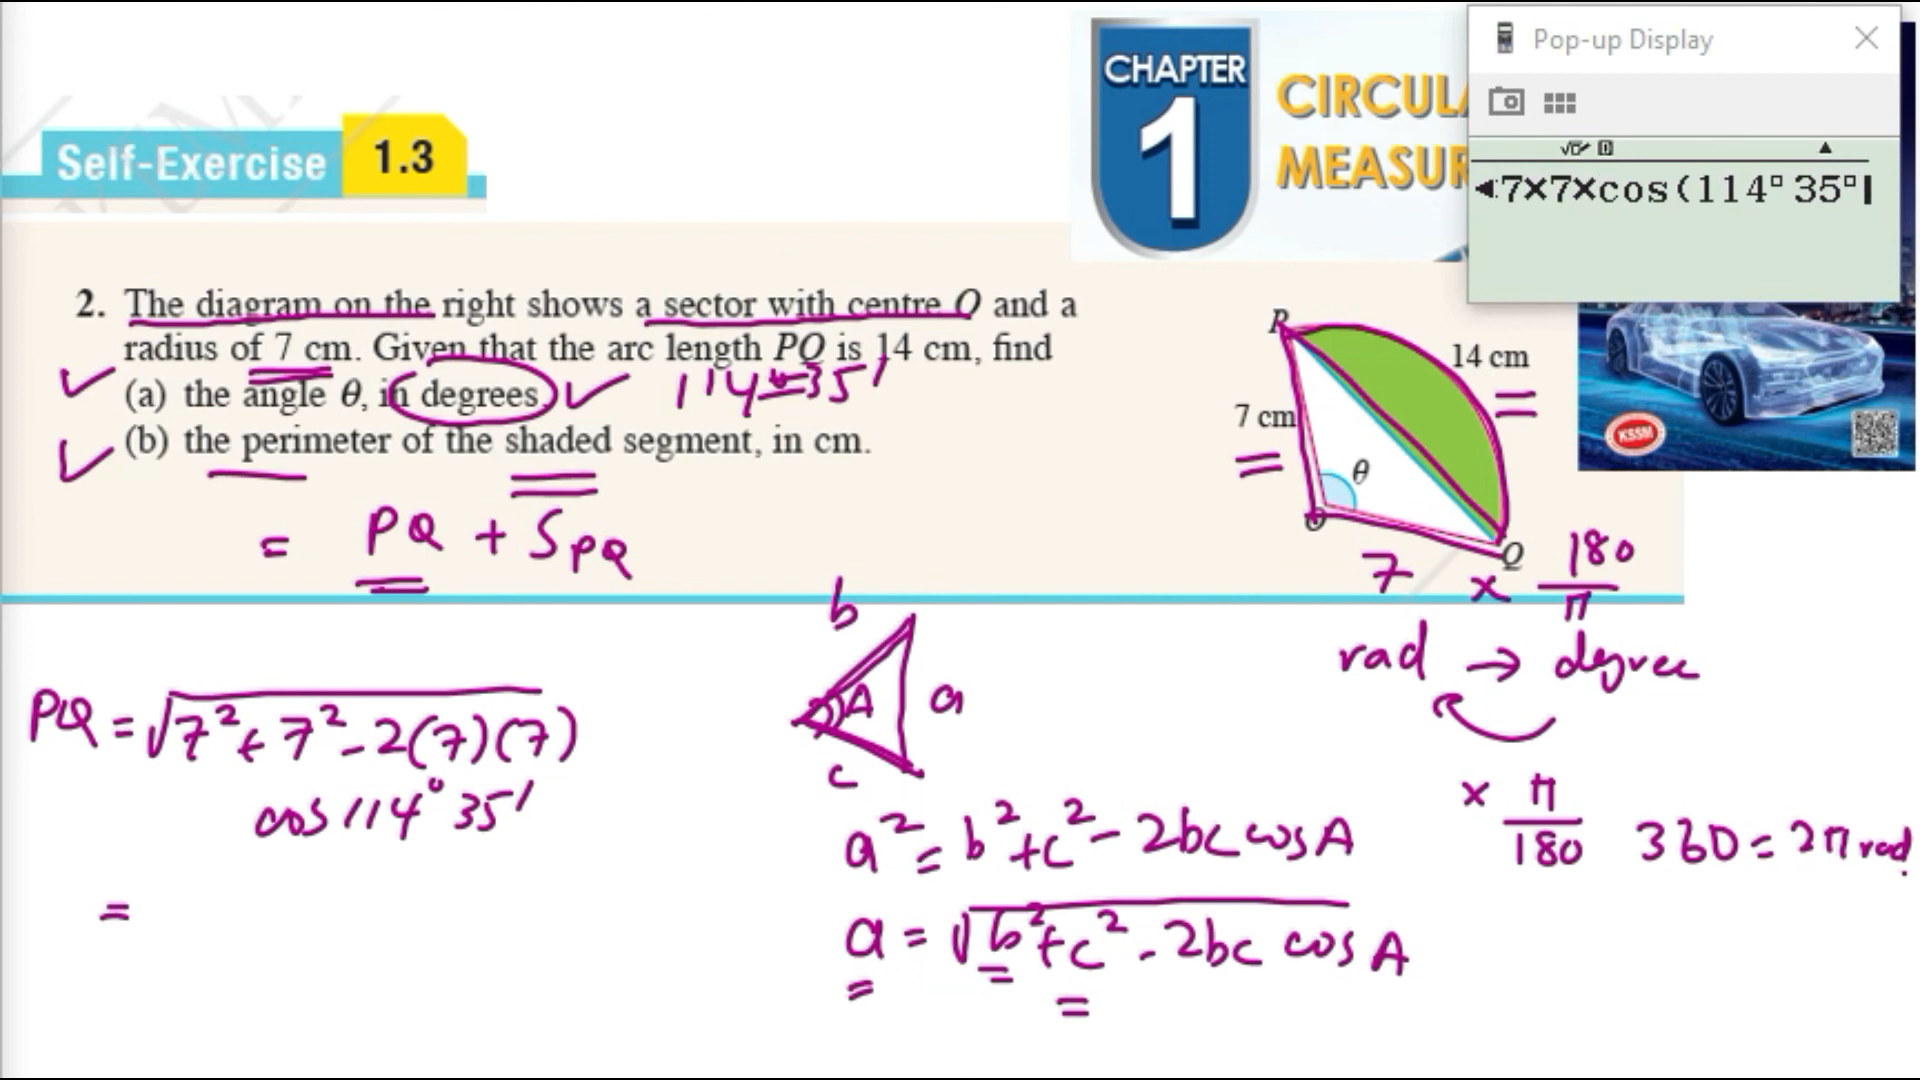 CHAPTER
1
CIRCULA
MEASUR
Pop-up Display
◄7×7×cos(114°35°
Self-Exercise 1.3
2. The diagram on the right shows a sector with centre O and a
radius of 7 cm. Given that the arc length PQ is 14 cm, find
(a) the angle θ, in degrees 114°35'
(b) the perimeter of the shaded segment, in cm.
= PQ + SPQ
P
14 cm
7 cm
θ
O
Q
7
× 180/π
rad → degree
× π/180
360 = 2π rad.
KSSM
PQ = √7² + 7² - 2(7)(7)
cos 114° 35'
=
b
A
a
c
a² = b² + c² - 2bc cos A
a = √b² + c² - 2bc cos A